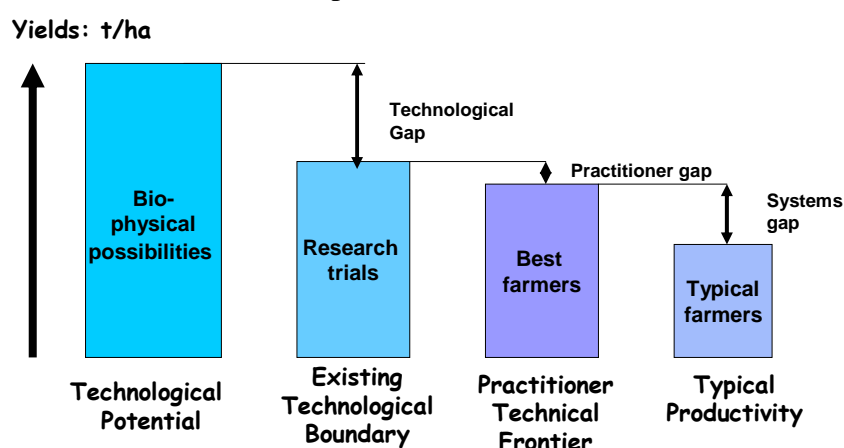 Yields: t/ha
Technological
Gap
Practitioner gap
Systems
gap
Bio-
physical
possibilities
Research
trials
Best
farmers
Typical
farmers
Technological
Potential
Existing
Technological
Boundary
Practitioner
Technical
Frontier
Typical
Productivity